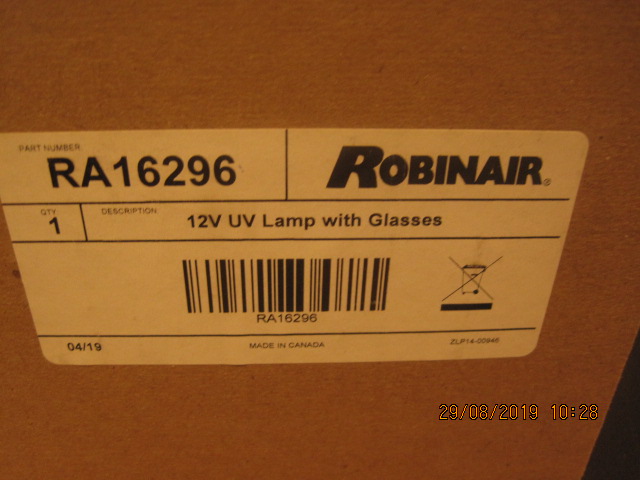 PART NUMBER
RA16296
ROBINAIR®
QTY
1
DESCRIPTION
12V UV Lamp with Glasses
RA16296
04/19
MADE IN CANADA
ZLP14-00946
29/08/2019 10:28